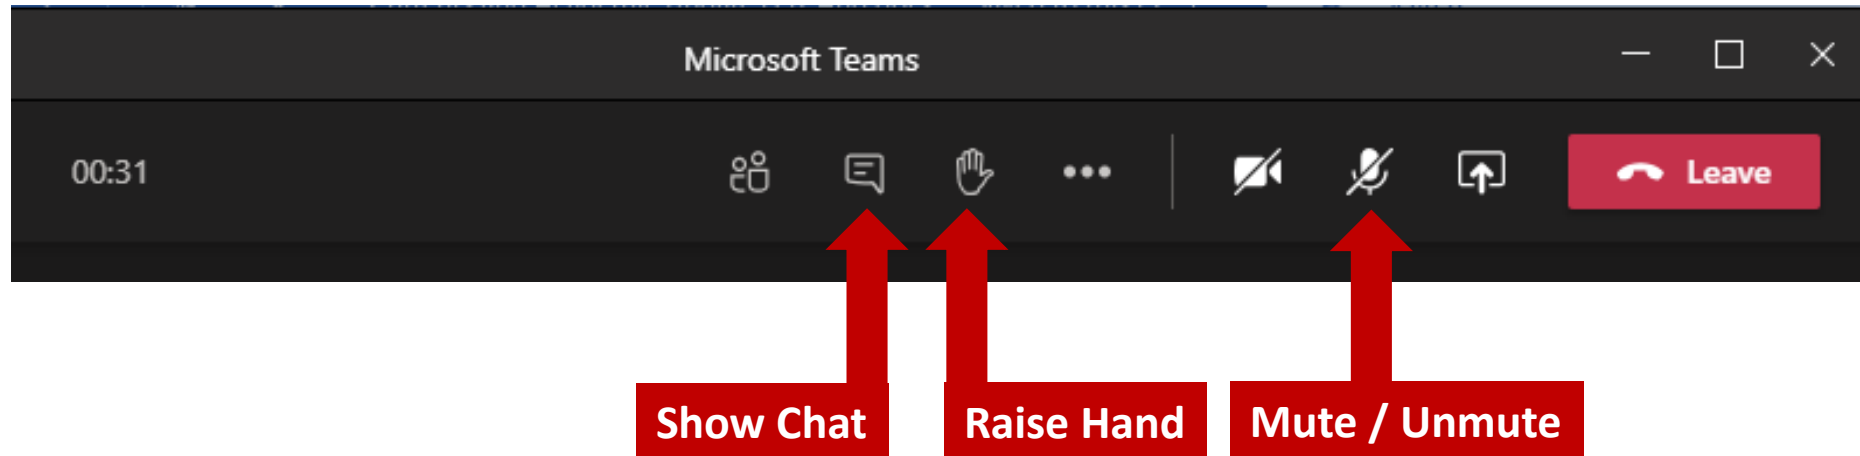 Microsoft Teams
00:31
Leave
Show Chat
Raise Hand
Mute / Unmute